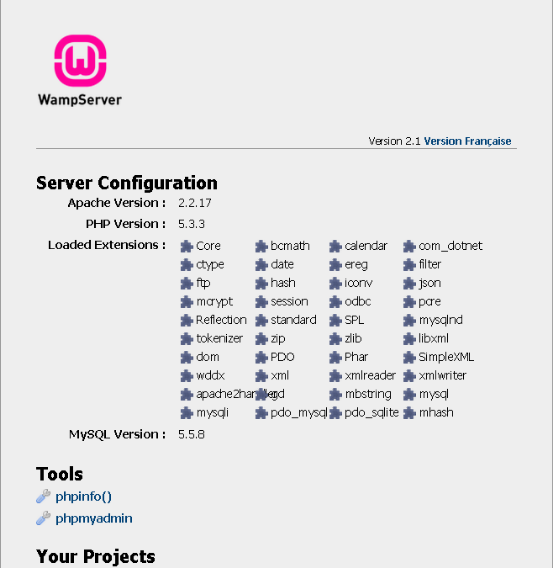 WampServer
Version 2.1 Version Française
Server Configuration
Apache Version : 2.2.17
PHP Version : 5.3.3
Loaded Extensions : Core bcmath calendar com_dotnet
ctype date ereg filter
ftp hash iconv json
mcrypt session odbc pcre
Reflection standard SPL mysqlnd
tokenizer zip zlib libxml
dom PDO Phar SimpleXML
wddx xml xmlreader xmlwriter
apache2handler gd mbstring mysql
mysqli pdo_mysql pdo_sqlite mhash
MySQL Version : 5.5.8
Tools
phpinfo()
phpmyadmin
Your Projects